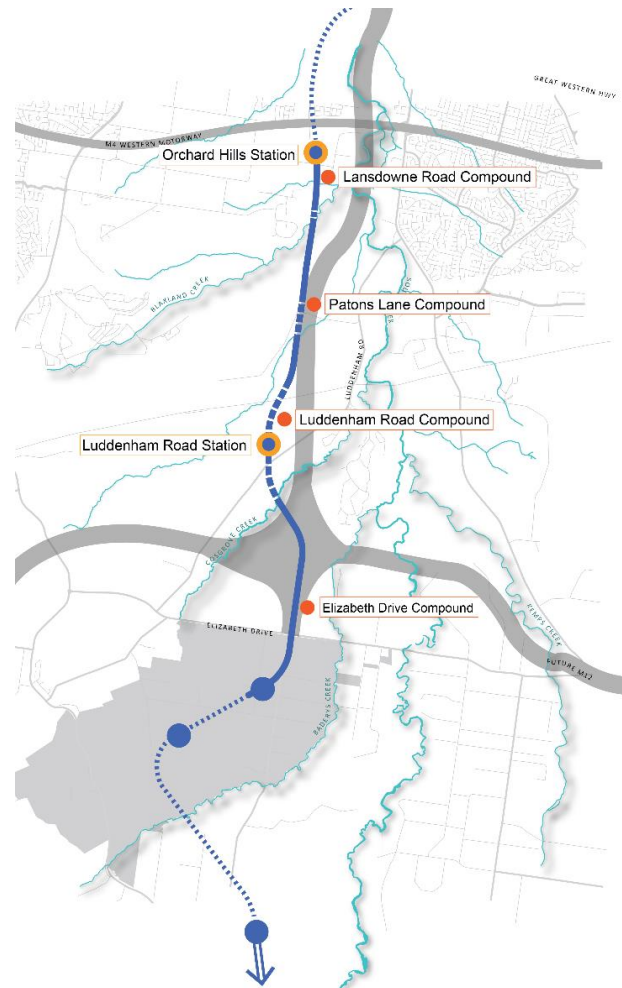 GREAT WESTERN HWY
M4 WESTERN MOTORWAY
Orchard Hills Station
Lansdowne Road Compound
BLAXLAND CREEK
Patons Lane Compound
LUDDENHAM RD
Luddenham Road Compound
Luddenham Road Station
COSGROVE CREEK
Elizabeth Drive Compound
KEMPS CREEK
ELIZABETH DRIVE
FUTURE M12
BADERYS CREEK